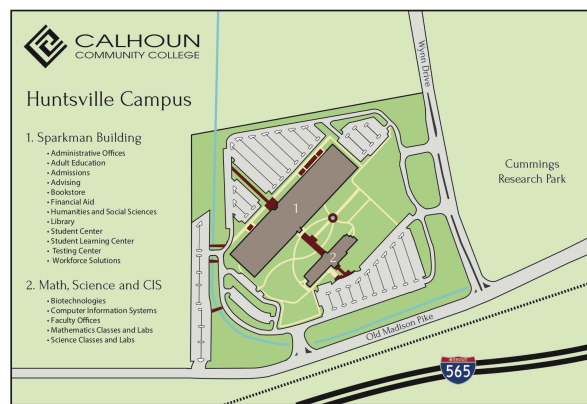 CALHOUN
COMMUNITY COLLEGE
Huntsville Campus
1. Sparkman Building
• Administrative Offices
• Adult Education
• Admissions
• Advising
• Bookstore
• Financial Aid
• Humanities and Social Sciences
• Library
• Student Center
• Student Learning Center
• Testing Center
• Workforce Solutions
2. Math, Science and CIS
• Biotechnologies
• Computer Information Systems
• Faculty Offices
• Mathematics Classes and Labs
• Science Classes and Labs
Wynn Drive
Cummings
Research Park
1
2
Old Madison Pike
INTERSTATE
565